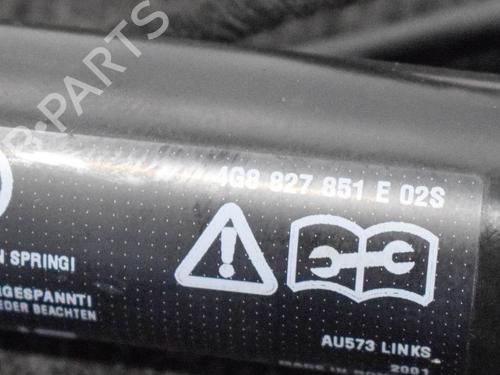 PARTS
4G8 827 851 E 02S
N SPRING!
GESPANNT!
EDER BEACHTEN
AU573 LINKS
2001